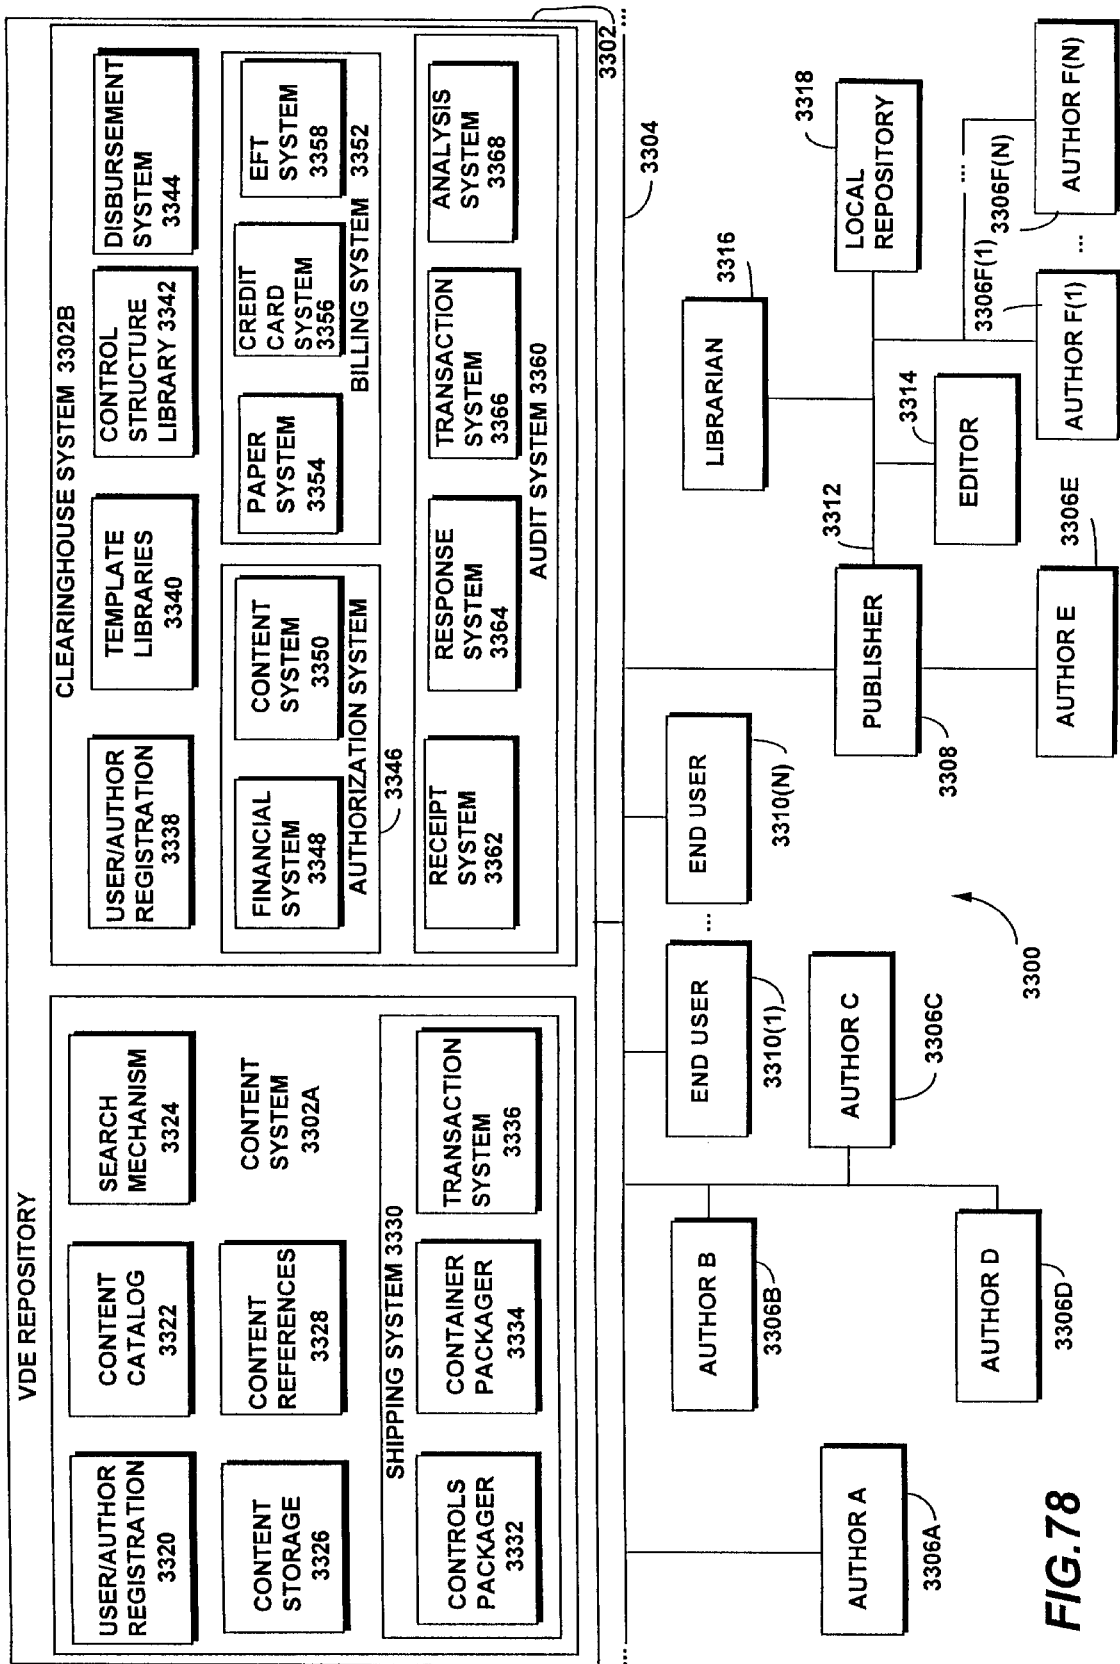 VDE REPOSITORY
USER/AUTHOR
REGISTRATION
3320
CONTENT
CATALOG
3322
SEARCH
MECHANISM
3324
CONTENT
STORAGE
3326
CONTENT
REFERENCES
3328
CONTENT
SYSTEM
3302A
SHIPPING SYSTEM 3330
CONTROLS
PACKAGER
3332
CONTAINER
PACKAGER
3334
TRANSACTION
SYSTEM
3336
CLEARINGHOUSE SYSTEM 3302B
USER/AUTHOR
REGISTRATION
3338
TEMPLATE
LIBRARIES
3340
CONTROL
STRUCTURE
LIBRARY 3342
DISBURSEMENT
SYSTEM
3344
FINANCIAL
SYSTEM
3348
CONTENT
SYSTEM
3350
AUTHORIZATION SYSTEM
3346
PAPER
SYSTEM
3354
CREDIT
CARD
SYSTEM
3356
EFT
SYSTEM
3358
BILLING SYSTEM 3352
RECEIPT
SYSTEM
3362
RESPONSE
SYSTEM
3364
TRANSACTION
SYSTEM
3366
ANALYSIS
SYSTEM
3368
AUDIT SYSTEM 3360
3302
...
...
3304
AUTHOR A
3306A
AUTHOR B
3306B
AUTHOR C
3306C
AUTHOR D
3306D
END USER
3310(1)
...
END USER
3310(N)
3300
PUBLISHER
3308
3312
AUTHOR E
3306E
LIBRARIAN
3316
EDITOR
3314
LOCAL
REPOSITORY
3318
...
3306F(1)
3306F(N)
AUTHOR F(1)
...
AUTHOR F(N)
FIG.78